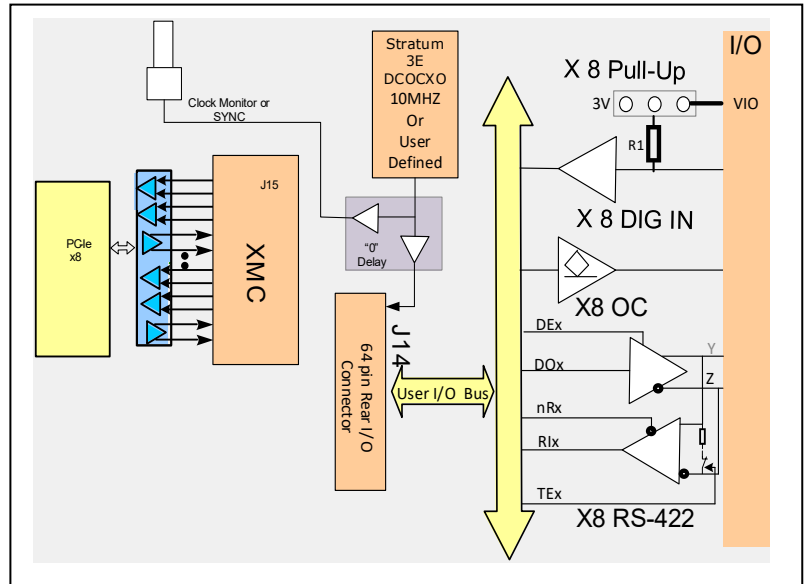 Stratum
3E
DCOCXO
10MHZ
Or
User
Defined
Clock Monitor or
SYNC
"0"
Delay
PCIe
x8
J15
XMC
J14
64 pin Rear I/O
Connector
User I/O Bus
I/O
X 8 Pull-Up
3V
VIO
R1
X 8 DIG IN
X8 OC
DEx
Y
DOx
Z
nRx
RIx
TEx
X8 RS-422